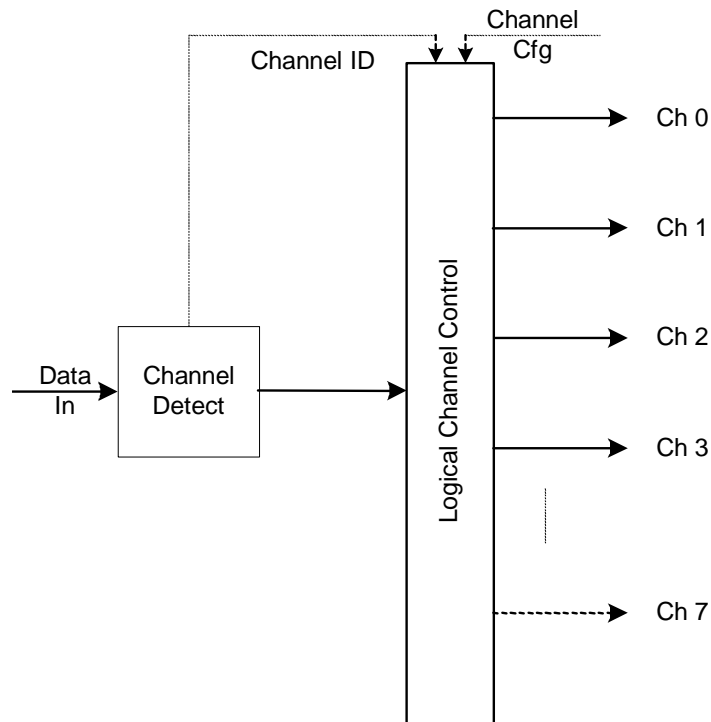 Channel
Cfg
Channel ID
Ch 0
Ch 1
Ch 2
Ch 3
Ch 7
Logical Channel Control
Data
In
Channel
Detect